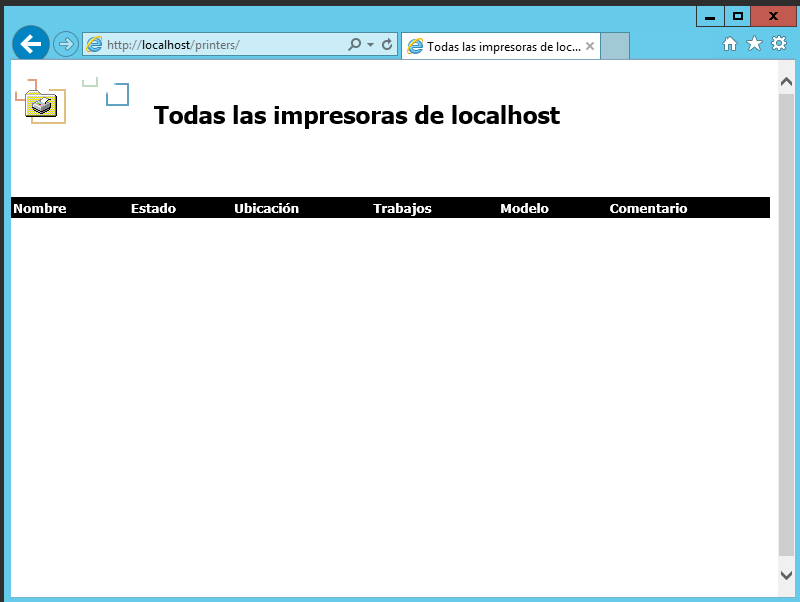 http://localhost/printers/
Todas las impresoras de loc...
Todas las impresoras de localhost
Nombre Estado Ubicación Trabajos Modelo Comentario